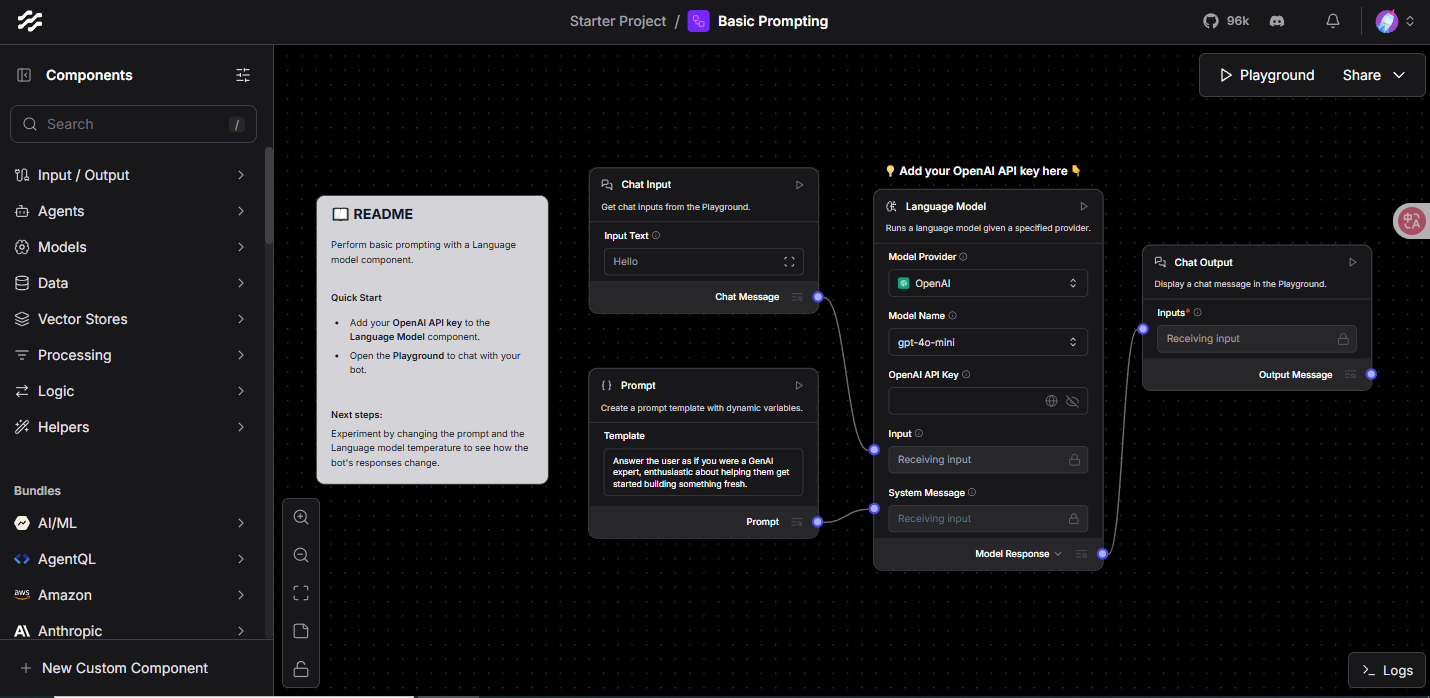 Starter Project / Basic Prompting
96k
Components
Search /
Input / Output
Agents
Models
Data
Vector Stores
Processing
Logic
Helpers
Bundles
AI/ML
AgentQL
aws Amazon
Anthropic
+ New Custom Component
Playground
Share
README
Perform basic prompting with a Language
model component.
Quick Start
• Add your OpenAI API key to the
Language Model component.
• Open the Playground to chat with your
bot.
Next steps:
Experiment by changing the prompt and the
Language model temperature to see how the
bot's responses change.
Chat Input
Get chat inputs from the Playground.
Input Text
Hello
Chat Message
Prompt
Create a prompt template with dynamic variables.
Template
Answer the user as if you were a GenAI
expert, enthusiastic about helping them get
started building something fresh.
Prompt
💡 Add your OpenAI API key here 👇
Language Model
Runs a language model given a specified provider.
Model Provider
OpenAI
Model Name
gpt-4o-mini
OpenAI API Key
Input
Receiving input
System Message
Receiving input
Model Response
Chat Output
Display a chat message in the Playground.
Inputs*
Receiving input
Output Message
中A
Logs